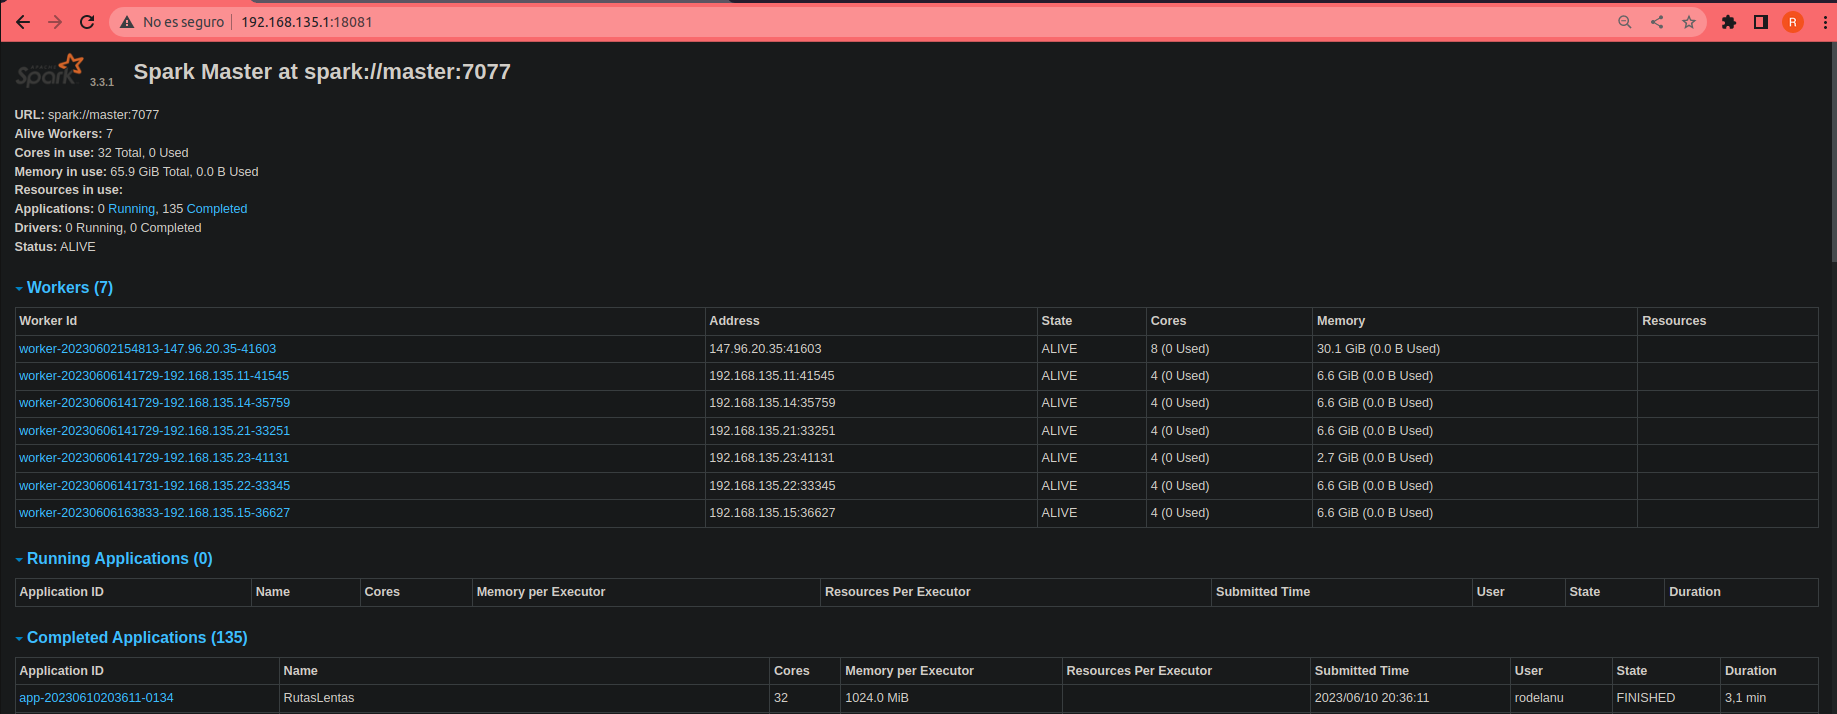 No es seguro 192.168.135.1:18081 R
APACHE Spark 3.3.1 Spark Master at spark://master:7077
URL: spark://master:7077
Alive Workers: 7
Cores in use: 32 Total, 0 Used
Memory in use: 65.9 GiB Total, 0.0 B Used
Resources in use:
Applications: 0 Running, 135 Completed
Drivers: 0 Running, 0 Completed
Status: ALIVE
Workers (7)
Worker Id Address State Cores Memory Resources
worker-20230602154813-147.96.20.35-41603 147.96.20.35:41603 ALIVE 8 (0 Used) 30.1 GiB (0.0 B Used)
worker-20230606141729-192.168.135.11-41545 192.168.135.11:41545 ALIVE 4 (0 Used) 6.6 GiB (0.0 B Used)
worker-20230606141729-192.168.135.14-35759 192.168.135.14:35759 ALIVE 4 (0 Used) 6.6 GiB (0.0 B Used)
worker-20230606141729-192.168.135.21-33251 192.168.135.21:33251 ALIVE 4 (0 Used) 6.6 GiB (0.0 B Used)
worker-20230606141729-192.168.135.23-41131 192.168.135.23:41131 ALIVE 4 (0 Used) 2.7 GiB (0.0 B Used)
worker-20230606141731-192.168.135.22-33345 192.168.135.22:33345 ALIVE 4 (0 Used) 6.6 GiB (0.0 B Used)
worker-20230606163833-192.168.135.15-36627 192.168.135.15:36627 ALIVE 4 (0 Used) 6.6 GiB (0.0 B Used)
Running Applications (0)
Application ID Name Cores Memory per Executor Resources Per Executor Submitted Time User State Duration
Completed Applications (135)
Application ID Name Cores Memory per Executor Resources Per Executor Submitted Time User State Duration
app-20230610203611-0134 RutasLentas 32 1024.0 MiB 2023/06/10 20:36:11 rodelanu FINISHED 3,1 min